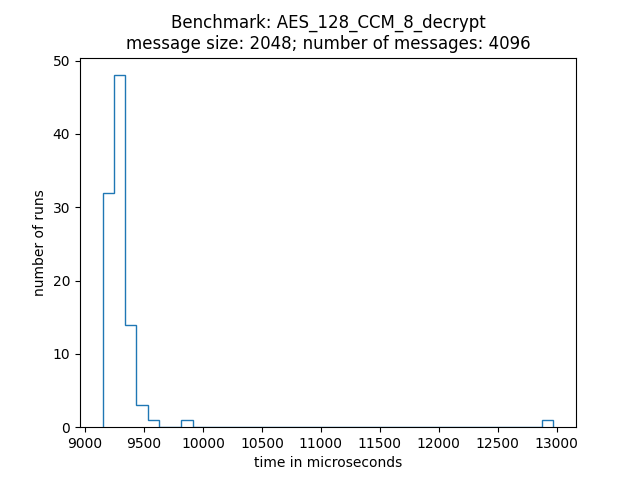 Benchmark: AES_128_CCM_8_decrypt
message size: 2048; number of messages: 4096
50
40
30
20
10
0
number of runs
9000 9500 10000 10500 11000 11500 12000 12500 13000
time in microseconds